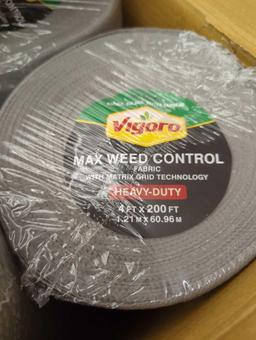 Vigoro
MAX WEED CONTROL
FABRIC
WITH MATRIX GRID TECHNOLOGY
HEAVY-DUTY
4 FT X 200 FT
1.21 M X 60.96 M